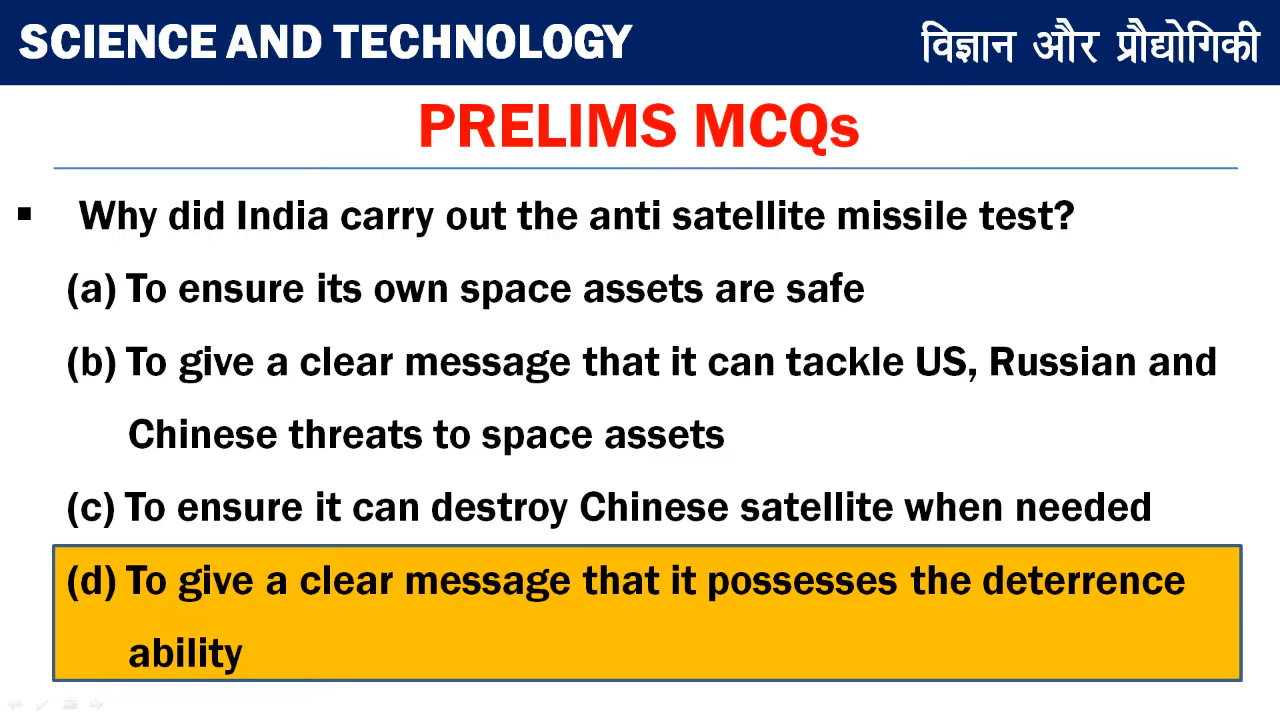 SCIENCE AND TECHNOLOGY
विज्ञान और प्रौद्योगिकी
PRELIMS MCQs
▪ Why did India carry out the anti satellite missile test?
(a) To ensure its own space assets are safe
(b) To give a clear message that it can tackle US, Russian and
Chinese threats to space assets
(c) To ensure it can destroy Chinese satellite when needed
(d) To give a clear message that it possesses the deterrence
ability